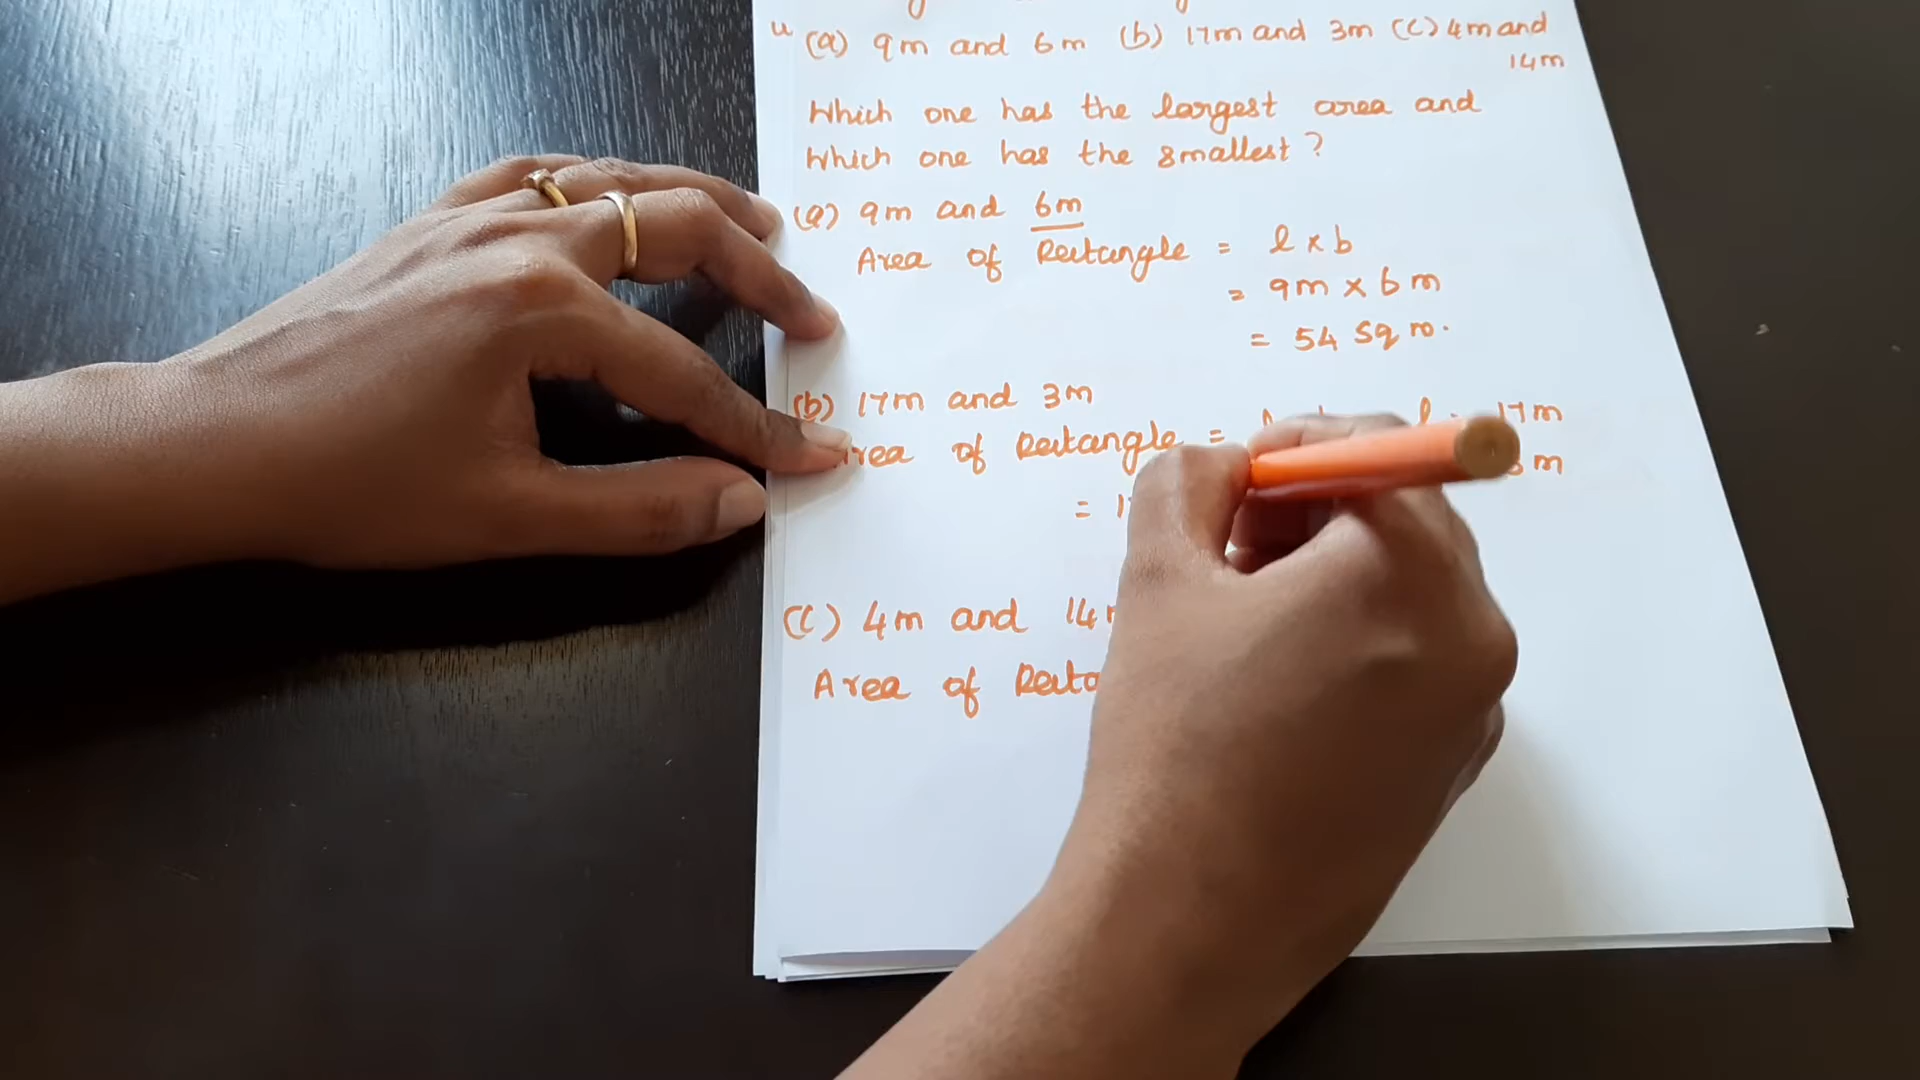 (a) 9m and 6m (b) 17m and 3m (c) 4m and
14m
Which one has the largest area and
which one has the smallest?
(a) 9m and 6m
Area of Rectangle = l x b
= 9m x 6m
= 54 Sq m.
(b) 17m and 3m
Area of Rectangle =
17m
3m
=
(c) 4m and 14m
Area of